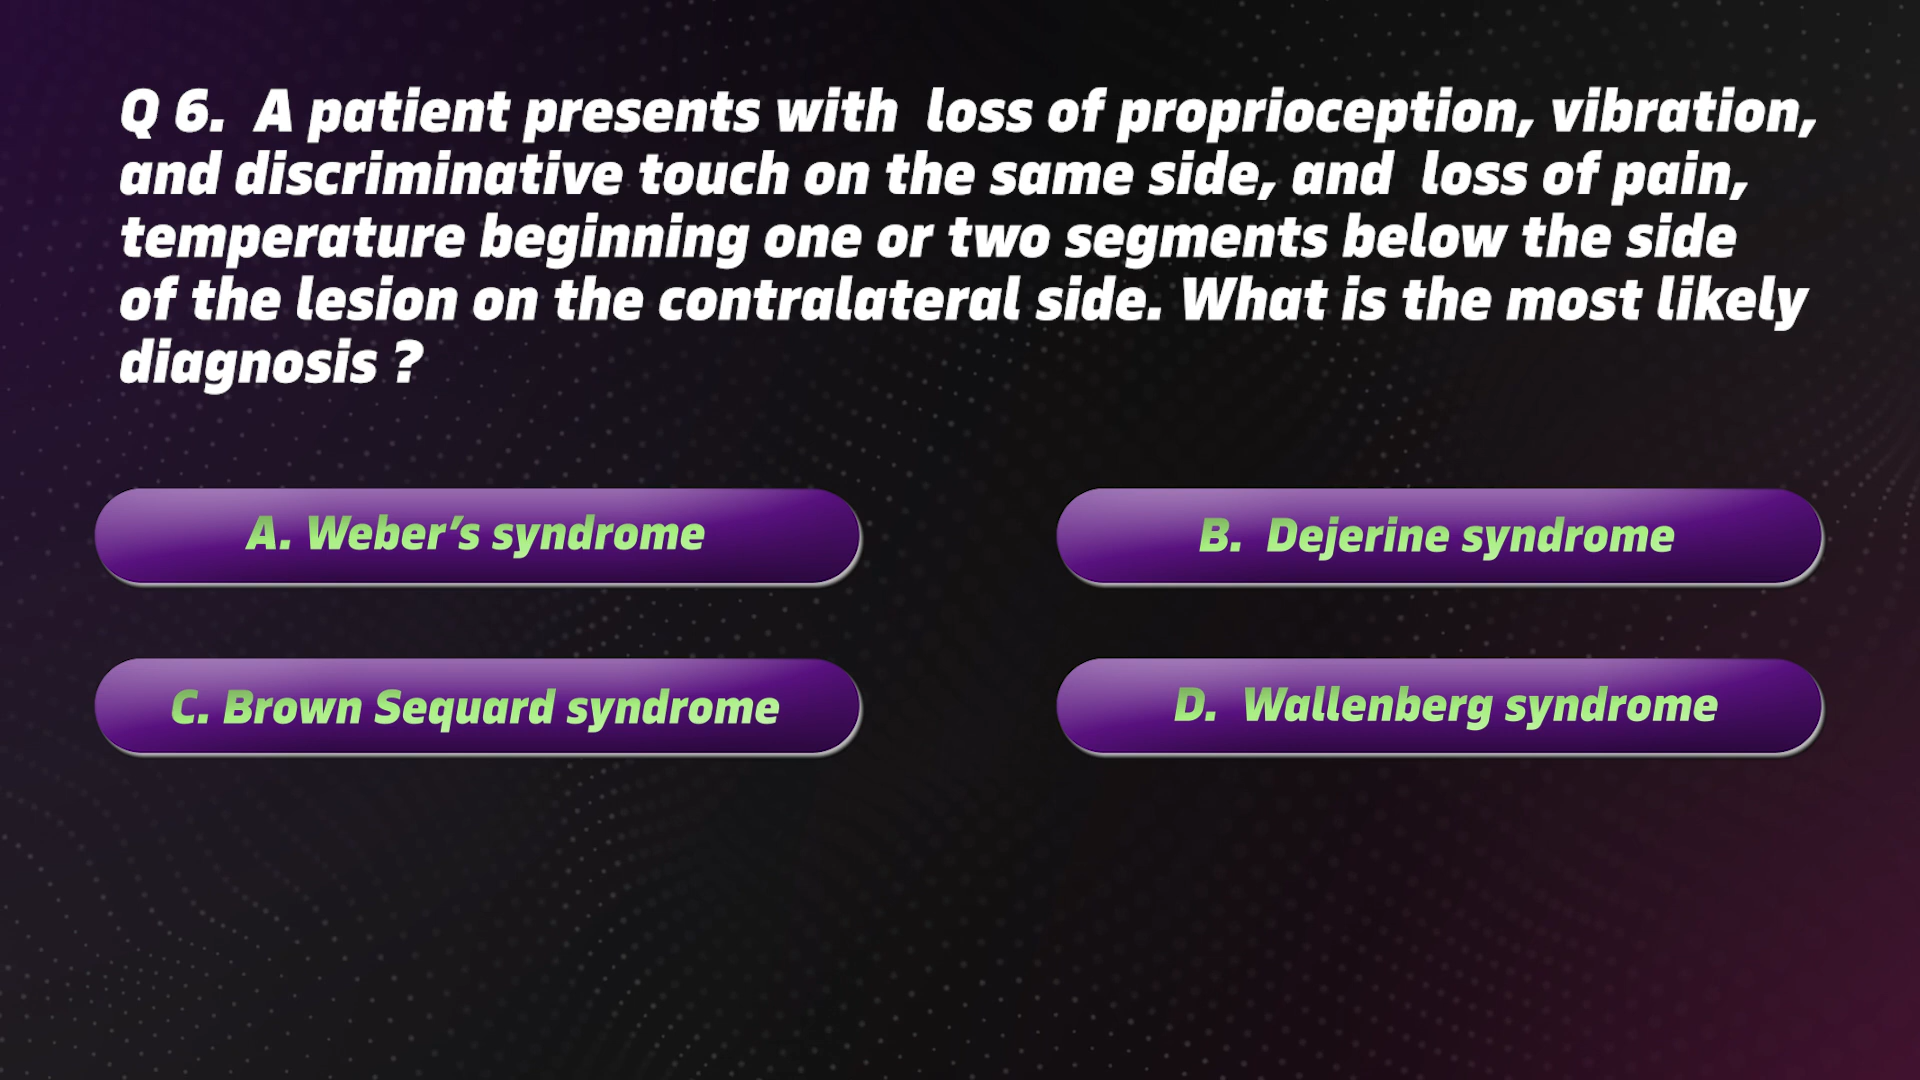 Q 6.  A patient presents with  loss of proprioception, vibration,
and discriminative touch on the same side, and  loss of pain,
temperature beginning one or two segments below the side
of the lesion on the contralateral side. What is the most likely
diagnosis ?
A. Weber’s syndrome
B.  Dejerine syndrome
C. Brown Sequard syndrome
D.  Wallenberg syndrome